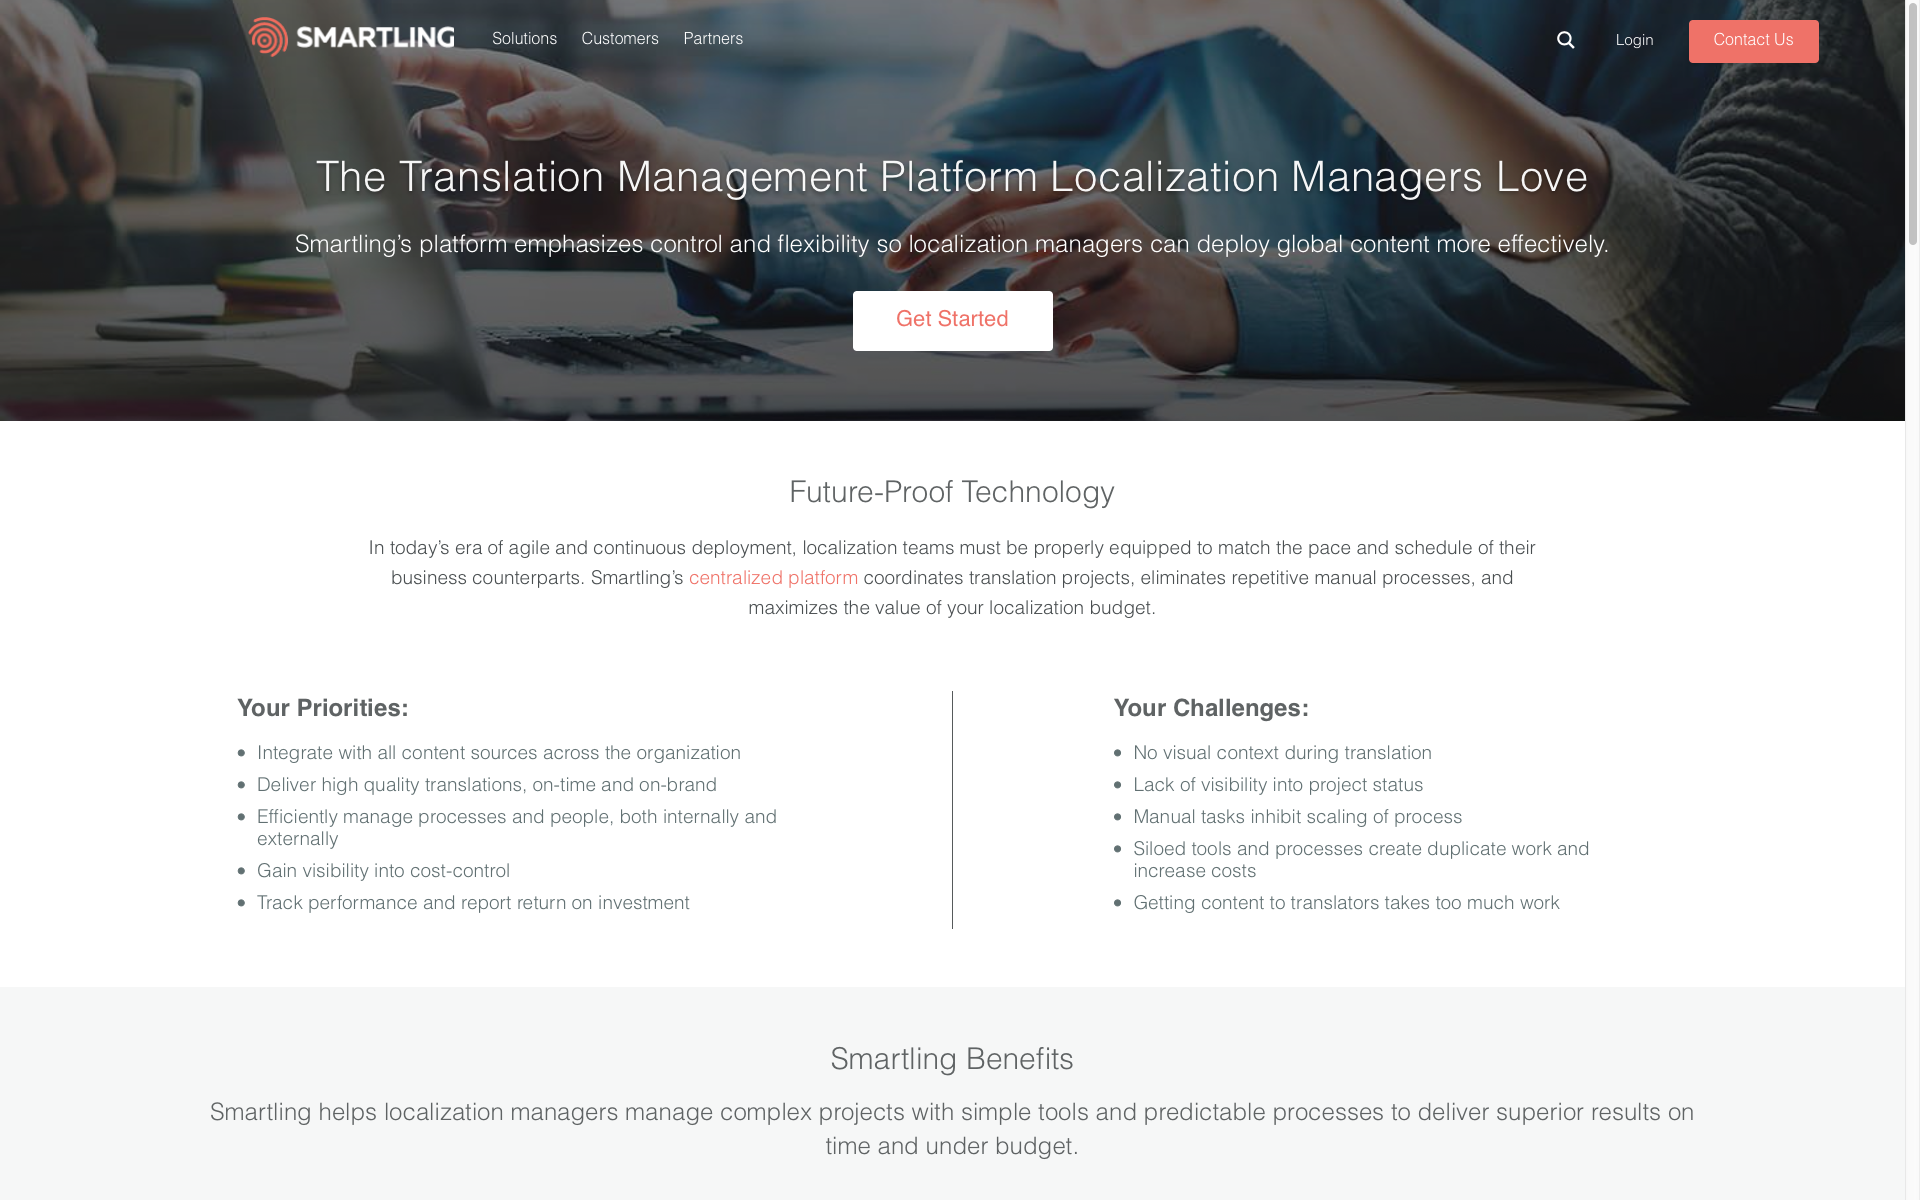 SMARTLING
Solutions
Customers
Partners
Login
Contact Us
The Translation Management Platform Localization Managers Love
Smartling’s platform emphasizes control and flexibility so localization managers can deploy global content more effectively.
Get Started
Future-Proof Technology
In today’s era of agile and continuous deployment, localization teams must be properly equipped to match the pace and schedule of their
business counterparts. Smartling’s centralized platform coordinates translation projects, eliminates repetitive manual processes, and
maximizes the value of your localization budget.
Your Priorities:
Integrate with all content sources across the organization
Deliver high quality translations, on-time and on-brand
Efficiently manage processes and people, both internally and
externally
Gain visibility into cost-control
Track performance and report return on investment
Your Challenges:
No visual context during translation
Lack of visibility into project status
Manual tasks inhibit scaling of process
Siloed tools and processes create duplicate work and
increase costs
Getting content to translators takes too much work
Smartling Benefits
Smartling helps localization managers manage complex projects with simple tools and predictable processes to deliver superior results on
time and under budget.